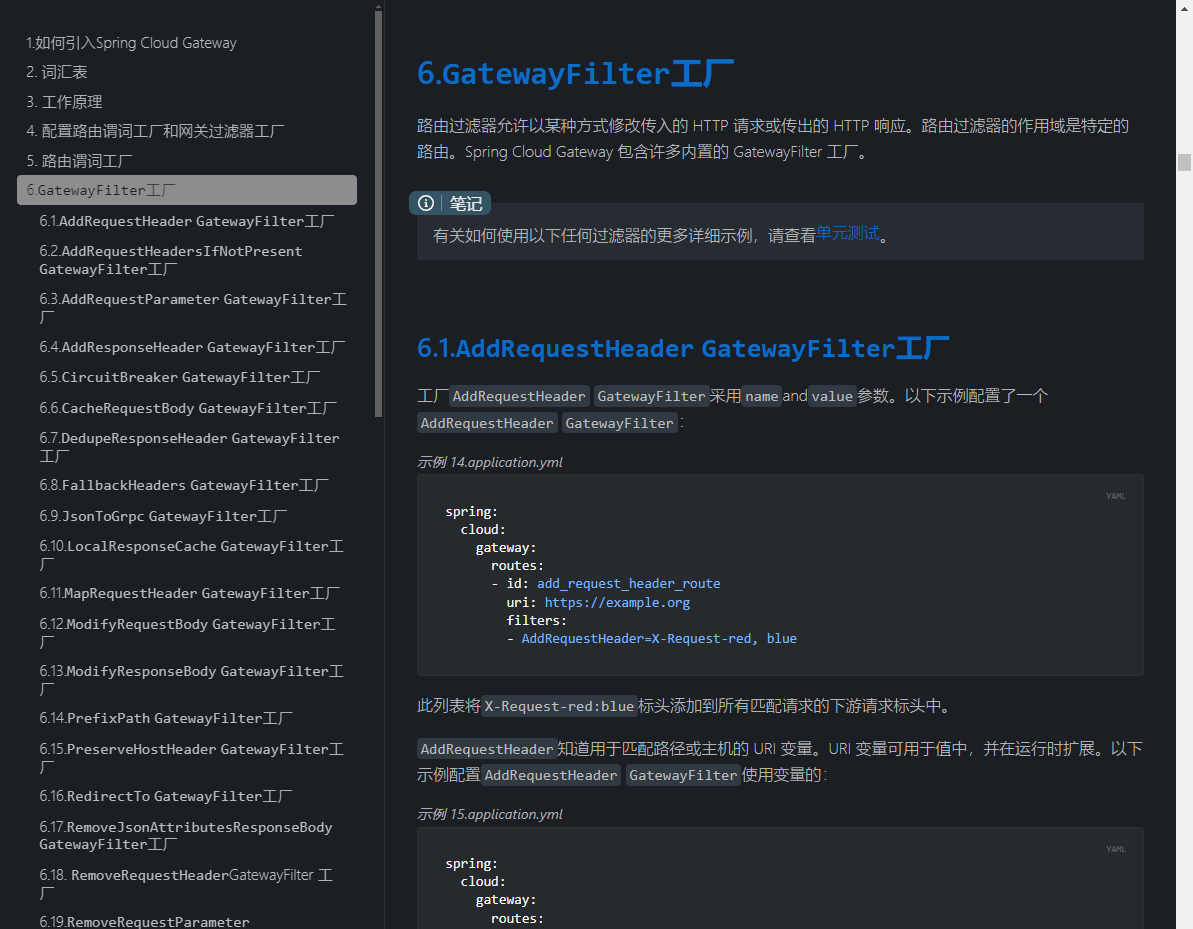 1.如何引入Spring Cloud Gateway
2. 词汇表
3. 工作原理
4. 配置路由谓词工厂和网关过滤器工厂
5. 路由谓词工厂
6.GatewayFilter工厂
6.1.AddRequestHeader GatewayFilter工厂
6.2.AddRequestHeadersIfNotPresent
GatewayFilter工厂
6.3.AddRequestParameter GatewayFilter工
厂
6.4.AddResponseHeader GatewayFilter工厂
6.5.CircuitBreaker GatewayFilter工厂
6.6.CacheRequestBody GatewayFilter工厂
6.7.DedupeResponseHeader GatewayFilter
工厂
6.8.FallbackHeaders GatewayFilter工厂
6.9.JsonToGrpc GatewayFilter工厂
6.10.LocalResponseCache GatewayFilter工
厂
6.11.MapRequestHeader GatewayFilter工厂
6.12.ModifyRequestBody GatewayFilter工
厂
6.13.ModifyResponseBody GatewayFilter工
厂
6.14.PrefixPath GatewayFilter工厂
6.15.PreserveHostHeader GatewayFilter工
厂
6.16.RedirectTo GatewayFilter工厂
6.17.RemoveJsonAttributesResponseBody
GatewayFilter工厂
6.18. RemoveRequestHeaderGatewayFilter 工
厂
6.19.RemoveRequestParameter
6.GatewayFilter工厂
路由过滤器允许以某种方式修改传入的 HTTP 请求或传出的 HTTP 响应。路由过滤器的作用域是特定的
路由。Spring Cloud Gateway 包含许多内置的 GatewayFilter 工厂。
笔记
有关如何使用以下任何过滤器的更多详细示例，请查看单元测试。
6.1.AddRequestHeader GatewayFilter工厂
工厂AddRequestHeader GatewayFilter采用nameandvalue参数。以下示例配置了一个
AddRequestHeader GatewayFilter：
示例 14.application.yml
YAML
spring:
cloud:
gateway:
routes:
- id: add_request_header_route
uri: https://example.org
filters:
- AddRequestHeader=X-Request-red, blue
此列表将X-Request-red:blue标头添加到所有匹配请求的下游请求标头中。
AddRequestHeader知道用于匹配路径或主机的 URI 变量。URI 变量可用于值中，并在运行时扩展。以下
示例配置AddRequestHeader GatewayFilter使用变量的：
示例 15.application.yml
YAML
spring:
cloud:
gateway:
routes: